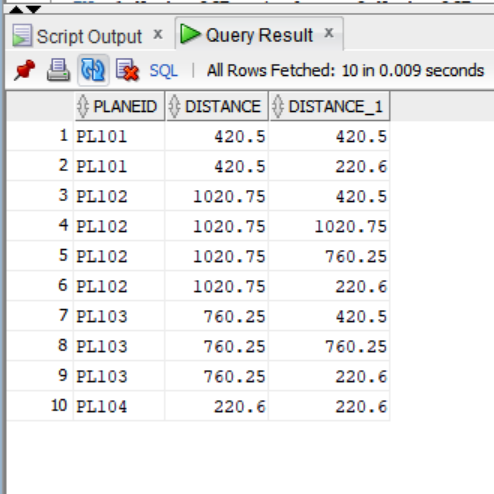 Script Output x Query Result x
SQL | All Rows Fetched: 10 in 0.009 seconds
PLANEID DISTANCE DISTANCE_1
1 PL101 420.5 420.5
2 PL101 420.5 220.6
3 PL102 1020.75 420.5
4 PL102 1020.75 1020.75
5 PL102 1020.75 760.25
6 PL102 1020.75 220.6
7 PL103 760.25 420.5
8 PL103 760.25 760.25
9 PL103 760.25 220.6
10 PL104 220.6 220.6